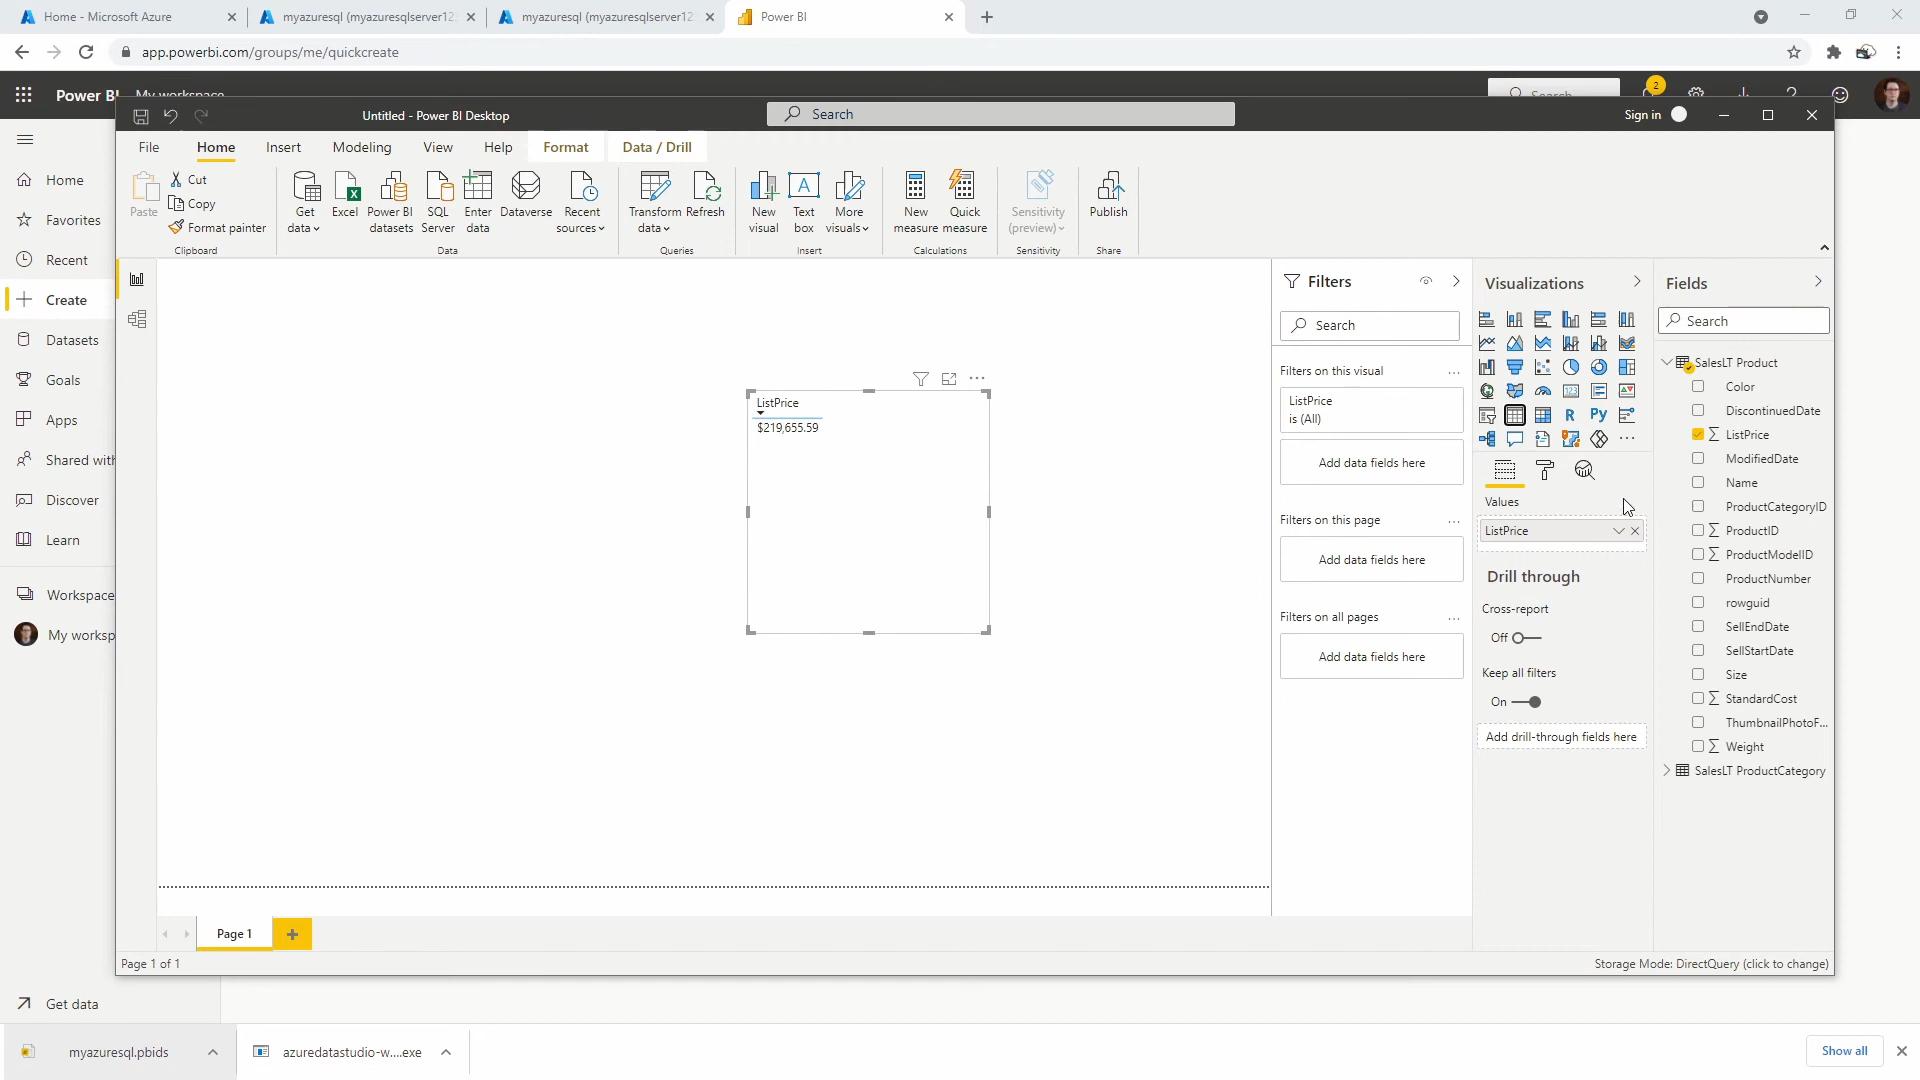 Home - Microsoft Azure
myazuresql (myazuresqlserver12
myazuresql (myazuresqlserver12
Power BI
app.powerbi.com/groups/me/quickcreate
Power BI
My workspace
Search
2
Untitled - Power BI Desktop
Search
Sign in
File
Home
Insert
Modeling
View
Help
Format
Data / Drill
Paste
Cut
Copy
Format painter
Clipboard
Get data
Excel
Power BI datasets
SQL Server
Enter data
Dataverse
Recent sources
Data
Transform data
Refresh
Queries
New visual
Text box
More visuals
Insert
New measure
Quick measure
Calculations
Sensitivity (preview)
Sensitivity
Publish
Share
Home
Favorites
Recent
Create
Datasets
Goals
Apps
Shared with
Discover
Learn
Workspace
My worksp
Get data
ListPrice
$219,655.59
Filters
Search
Filters on this visual
ListPrice
is (All)
Add data fields here
Filters on this page
Add data fields here
Filters on all pages
Add data fields here
Visualizations
R
Py
123
Values
ListPrice
Drill through
Cross-report
Off
Keep all filters
On
Add drill-through fields here
Fields
Search
SalesLT Product
Color
DiscontinuedDate
ListPrice
ModifiedDate
Name
ProductCategoryID
ProductID
ProductModelID
ProductNumber
rowguid
SellEndDate
SellStartDate
Size
StandardCost
ThumbnailPhotoF...
Weight
SalesLT ProductCategory
Page 1
Page 1 of 1
Storage Mode: DirectQuery (click to change)
myazuresql.pbids
azuredatastudio-w....exe
Show all